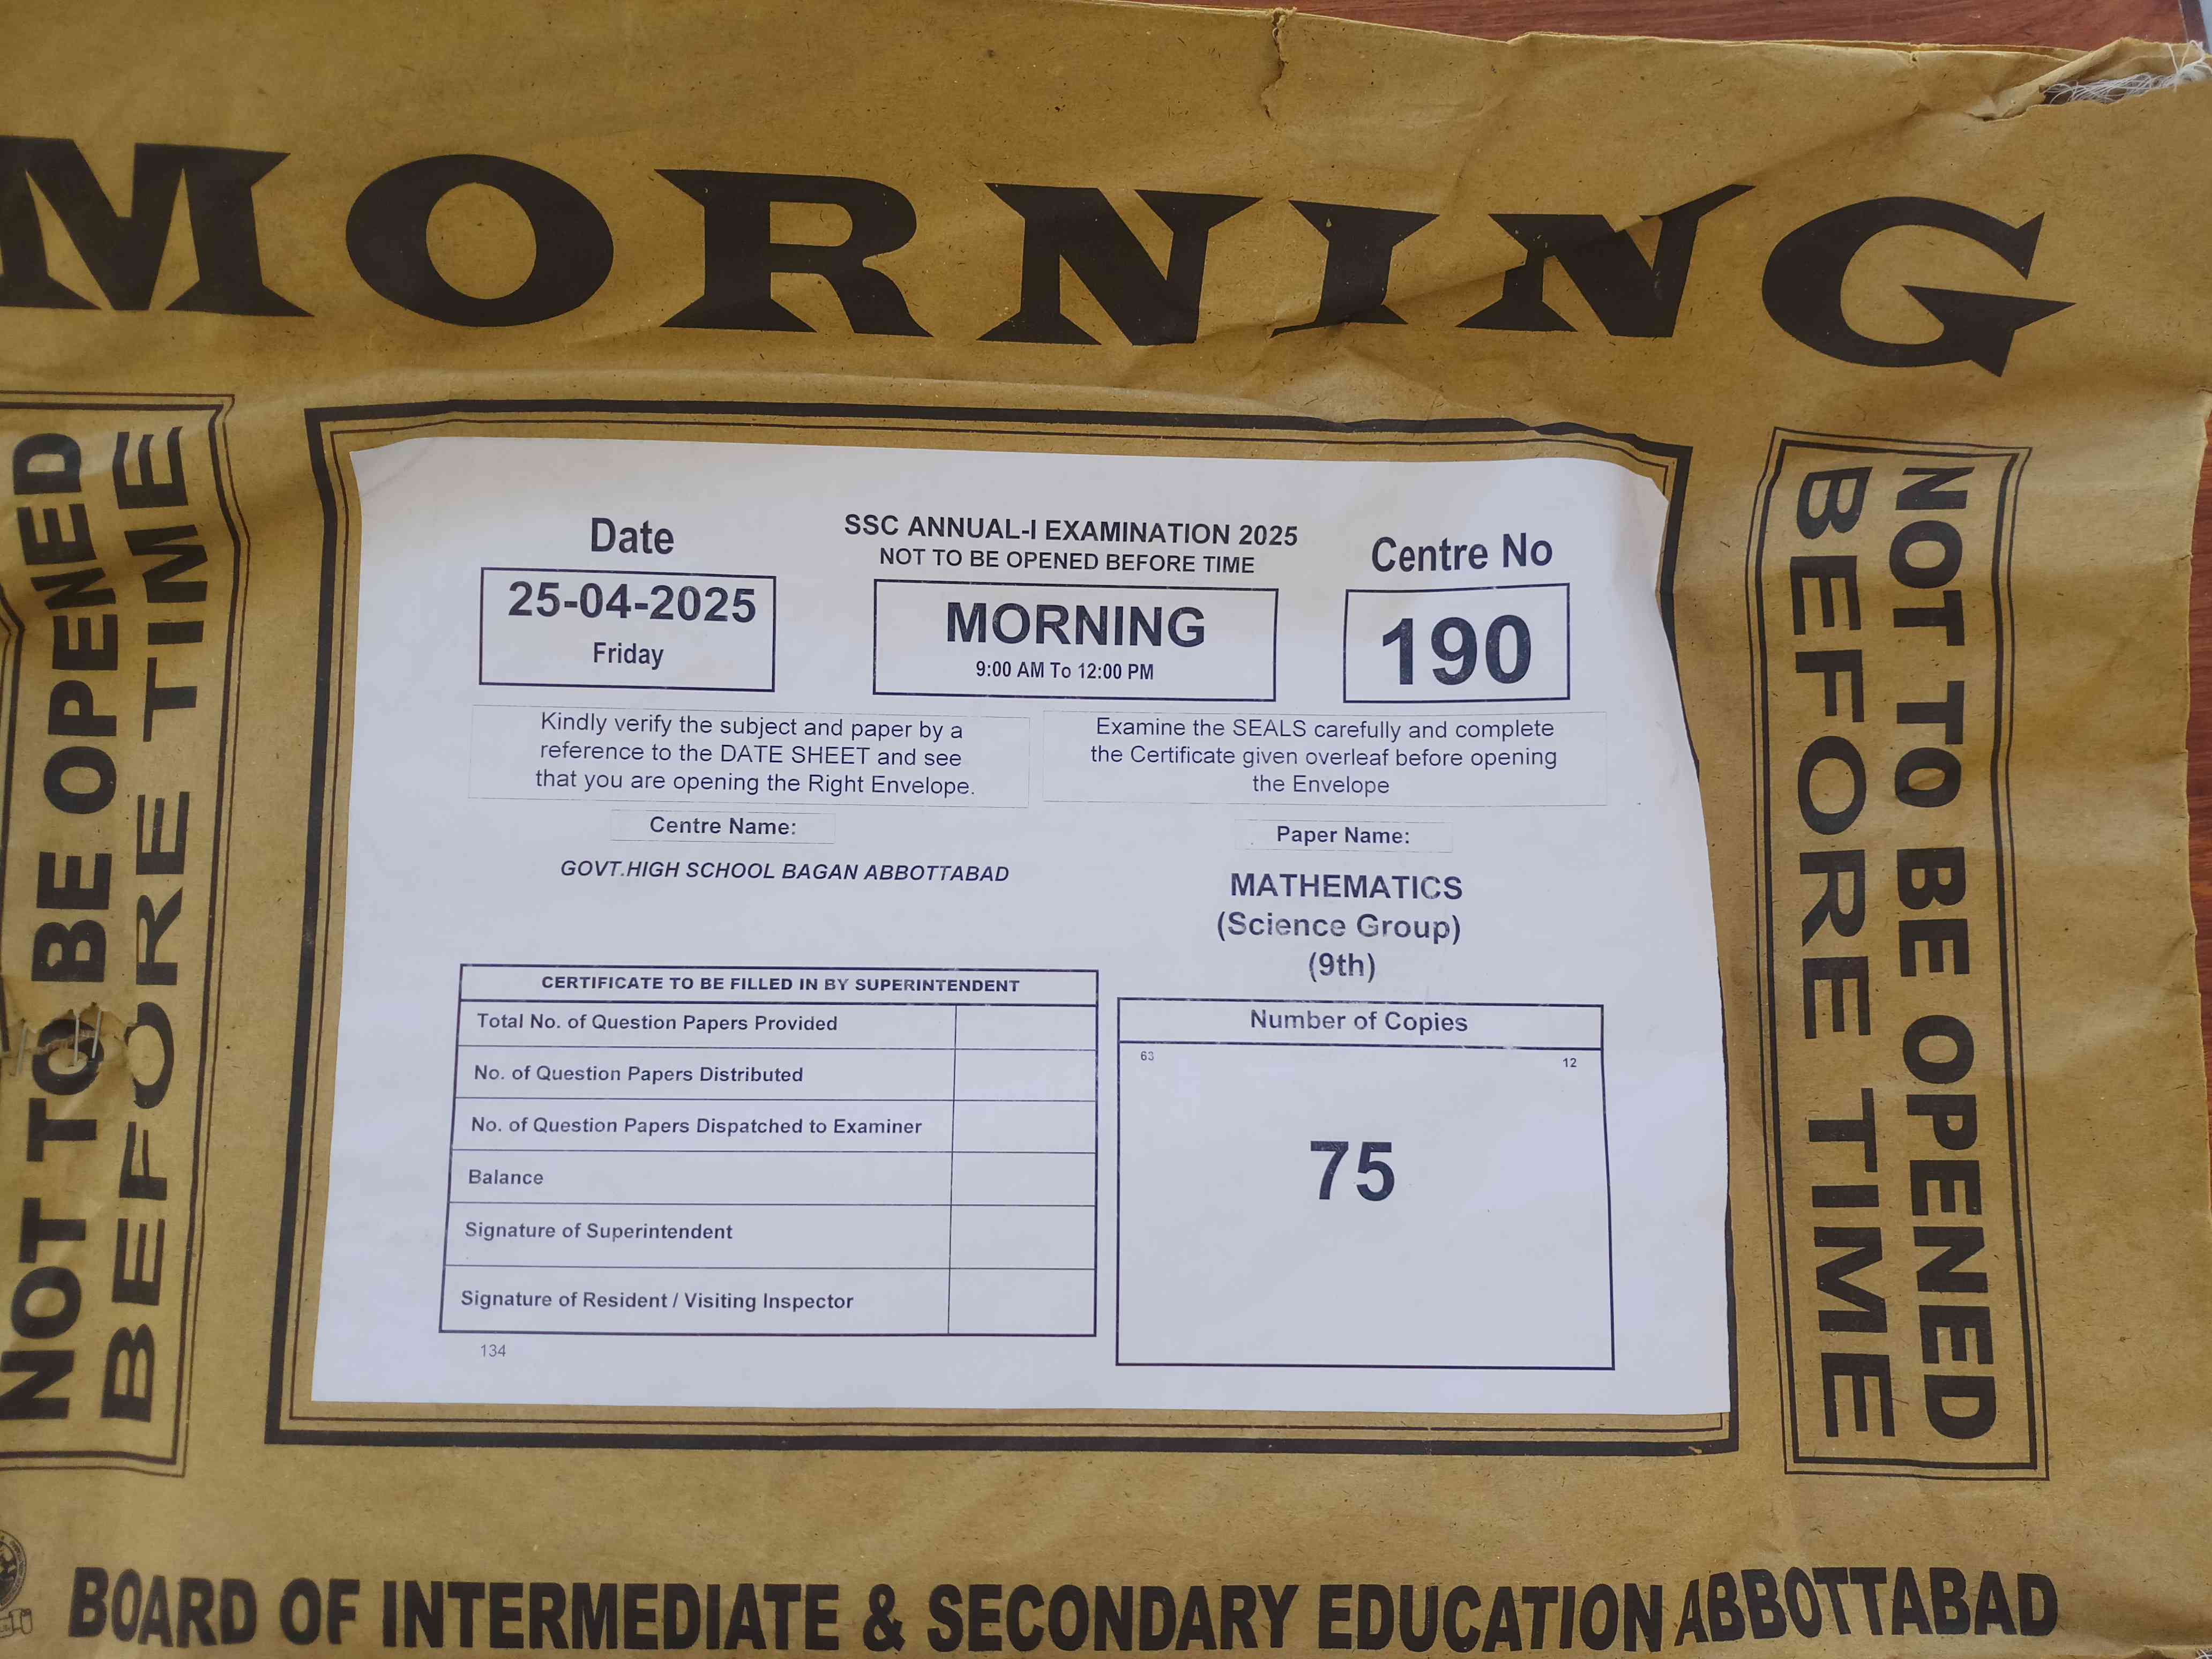 MORNING
NOT TO BE OPENED
BEFORE TIME
Date
25-04-2025
Friday
SSC ANNUAL-I EXAMINATION 2025
NOT TO BE OPENED BEFORE TIME
MORNING
9:00 AM To 12:00 PM
Centre No
190
Kindly verify the subject and paper by a
reference to the DATE SHEET and see
that you are opening the Right Envelope.
Examine the SEALS carefully and complete
the Certificate given overleaf before opening
the Envelope
Centre Name:
GOVT.HIGH SCHOOL BAGAN ABBOTTABAD
Paper Name:
MATHEMATICS
(Science Group)
(9th)
CERTIFICATE TO BE FILLED IN BY SUPERINTENDENT
Total No. of Question Papers Provided
No. of Question Papers Distributed
No. of Question Papers Dispatched to Examiner
Balance
Signature of Superintendent
Signature of Resident / Visiting Inspector
134
Number of Copies
63
12
75
NOT TO BE OPENED
BEFORE TIME
BOARD OF INTERMEDIATE & SECONDARY EDUCATION ABBOTTABAD